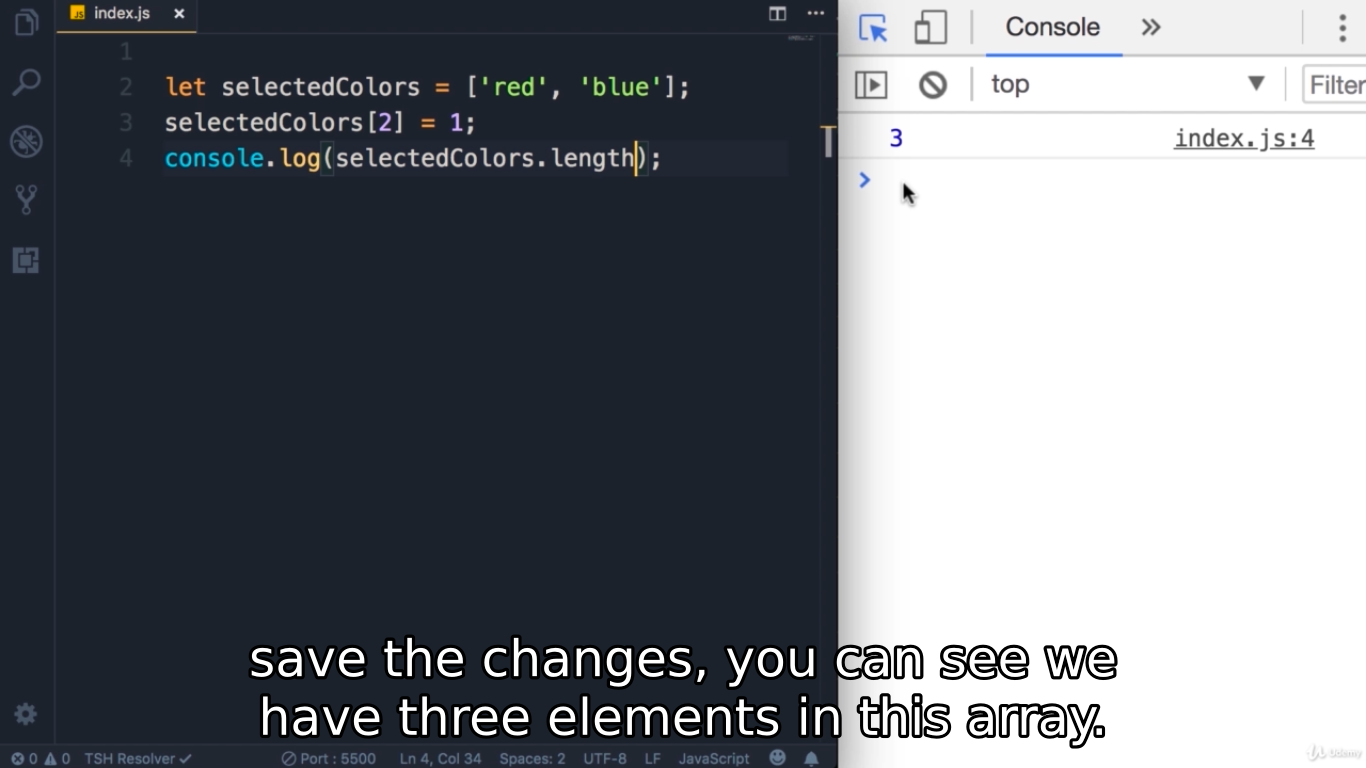 index.js
1
2 let selectedColors = ['red', 'blue'];
3 selectedColors[2] = 1;
4 console.log(selectedColors.length);
Console
top
Filter
3 index.js:4
save the changes, you can see we
have three elements in this array.
0 0 TSH Resolver Port : 5500 Ln 4, Col 34 Spaces: 2 UTF-8 LF JavaScript
Udemy